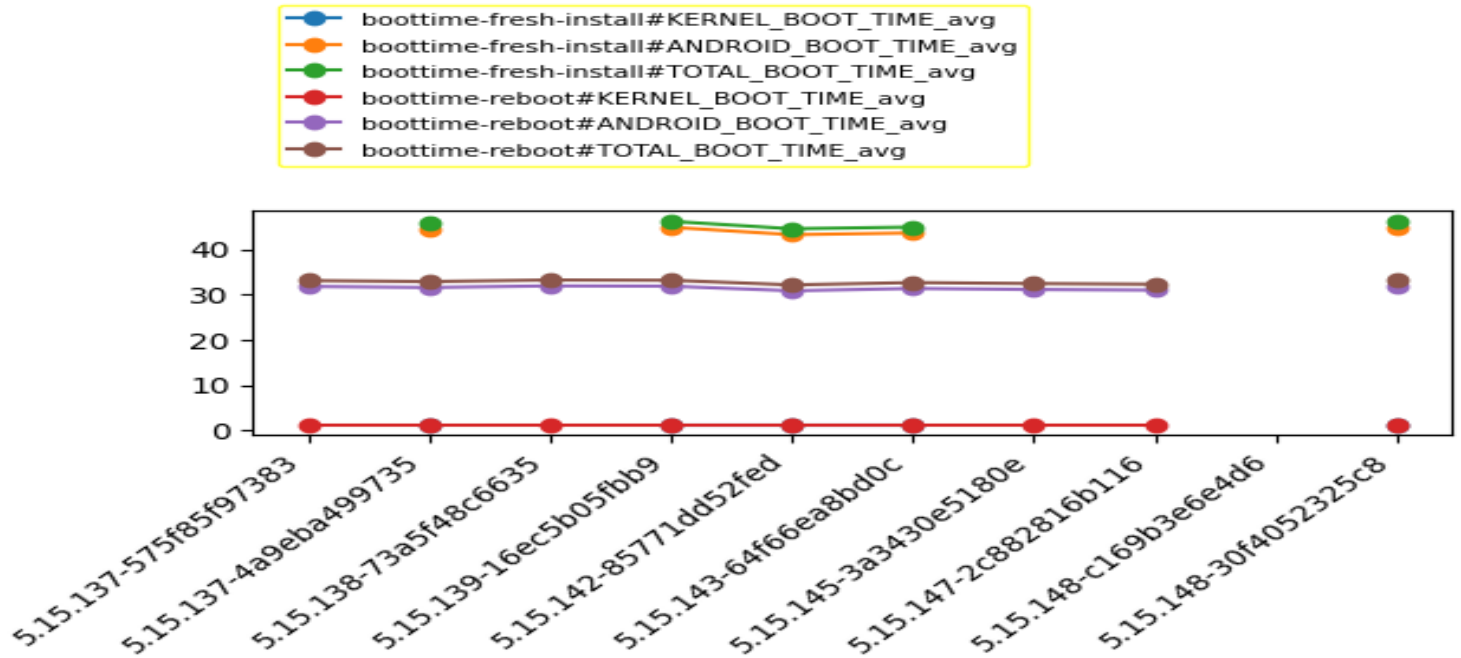 boottime-fresh-install#KERNEL_BOOT_TIME_avg
boottime-fresh-install#ANDROID_BOOT_TIME_avg
boottime-fresh-install#TOTAL_BOOT_TIME_avg
boottime-reboot#KERNEL_BOOT_TIME_avg
boottime-reboot#ANDROID_BOOT_TIME_avg
boottime-reboot#TOTAL_BOOT_TIME_avg
40
30
20
10
0
5.15.137-575f85f97383
5.15.137-4a9eba499735
5.15.138-73a5f48c6635
5.15.139-16ec5b05fbb9
5.15.142-85771dd52fed
5.15.143-64f66ea8bd0c
5.15.145-3a3430e5180e
5.15.147-2c882816b116
5.15.148-c169b3e6e4d6
5.15.148-30f4052325c8